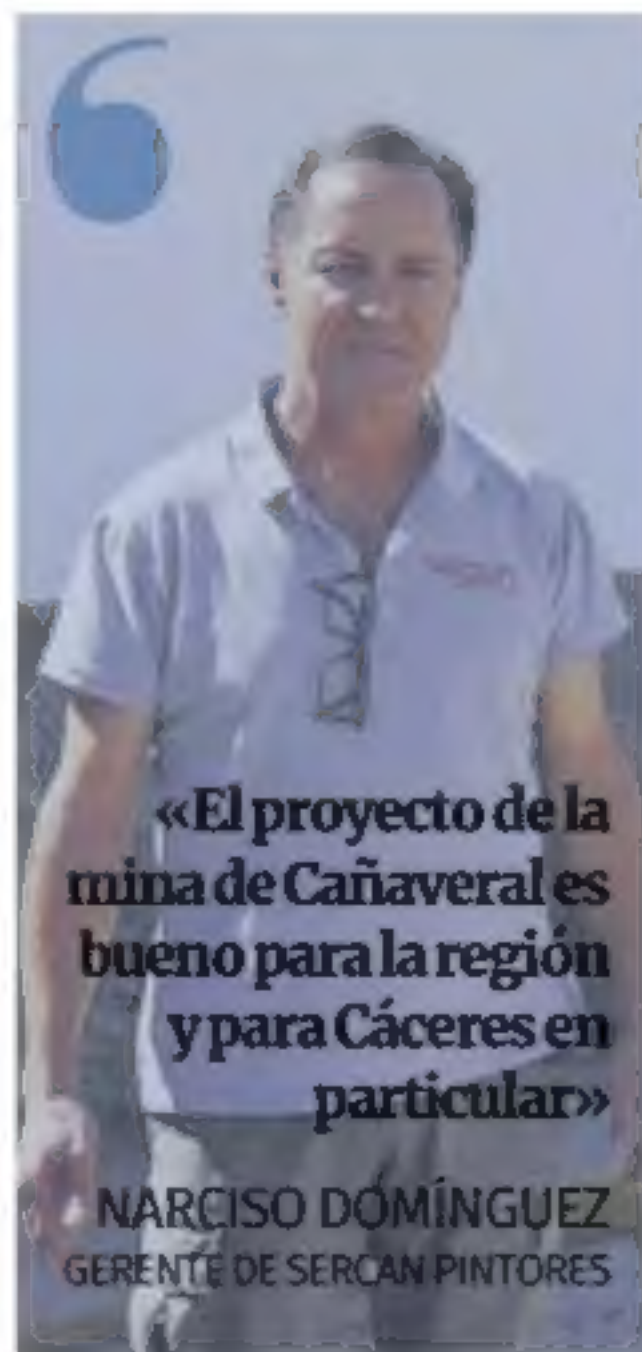 «El proyecto de la
mina de Cañaveral es
bueno para la región
y para Cáceres en
particular»
NARCISO DOMÍNGUEZ
GERENTE DE SERCAN PINTORES